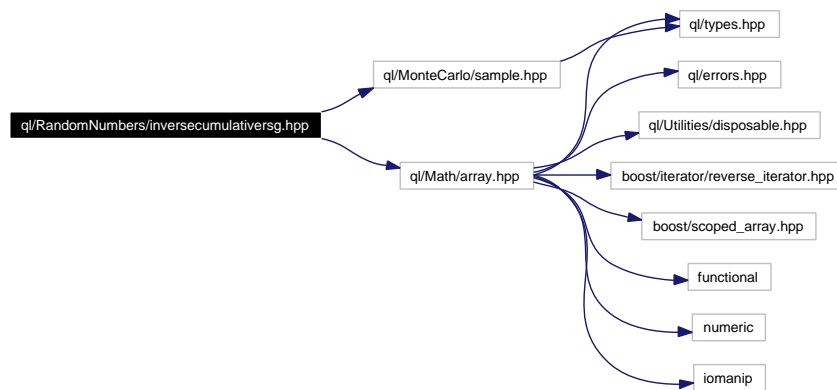 ql/types.hpp
ql/MonteCarlo/sample.hpp
ql/errors.hpp
ql/RandomNumbers/inversecumulativersg.hpp
ql/Utilities/disposable.hpp
ql/Math/array.hpp
boost/iterator/reverse_iterator.hpp
boost/scoped_array.hpp
functional
numeric
iomanip